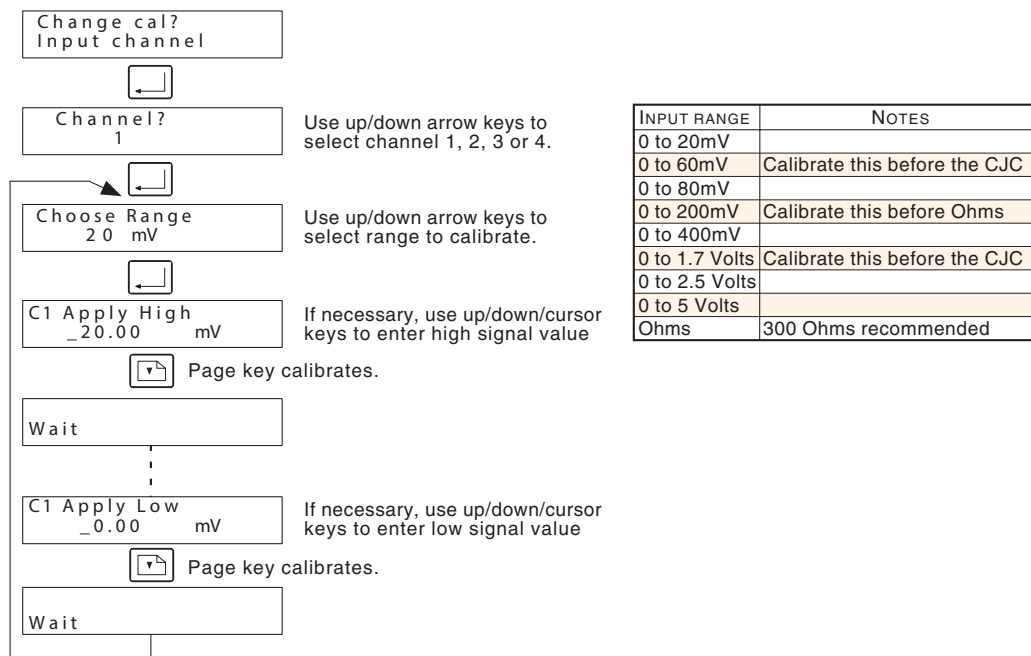 Change cal?
Input channel
Channel?
1
Use up/down arrow keys to
select channel 1, 2, 3 or 4.
Choose Range
20 mV
Use up/down arrow keys to
select range to calibrate.
C1 Apply High
_20.00 mV
If necessary, use up/down/cursor
keys to enter high signal value
Page key calibrates.
Wait
C1 Apply Low
_0.00 mV
If necessary, use up/down/cursor
keys to enter low signal value
Page key calibrates.
Wait
INPUT RANGE NOTES
0 to 20mV
0 to 60mV Calibrate this before the CJC
0 to 80mV
0 to 200mV Calibrate this before Ohms
0 to 400mV
0 to 1.7 Volts Calibrate this before the CJC
0 to 2.5 Volts
0 to 5 Volts
Ohms 300 Ohms recommended